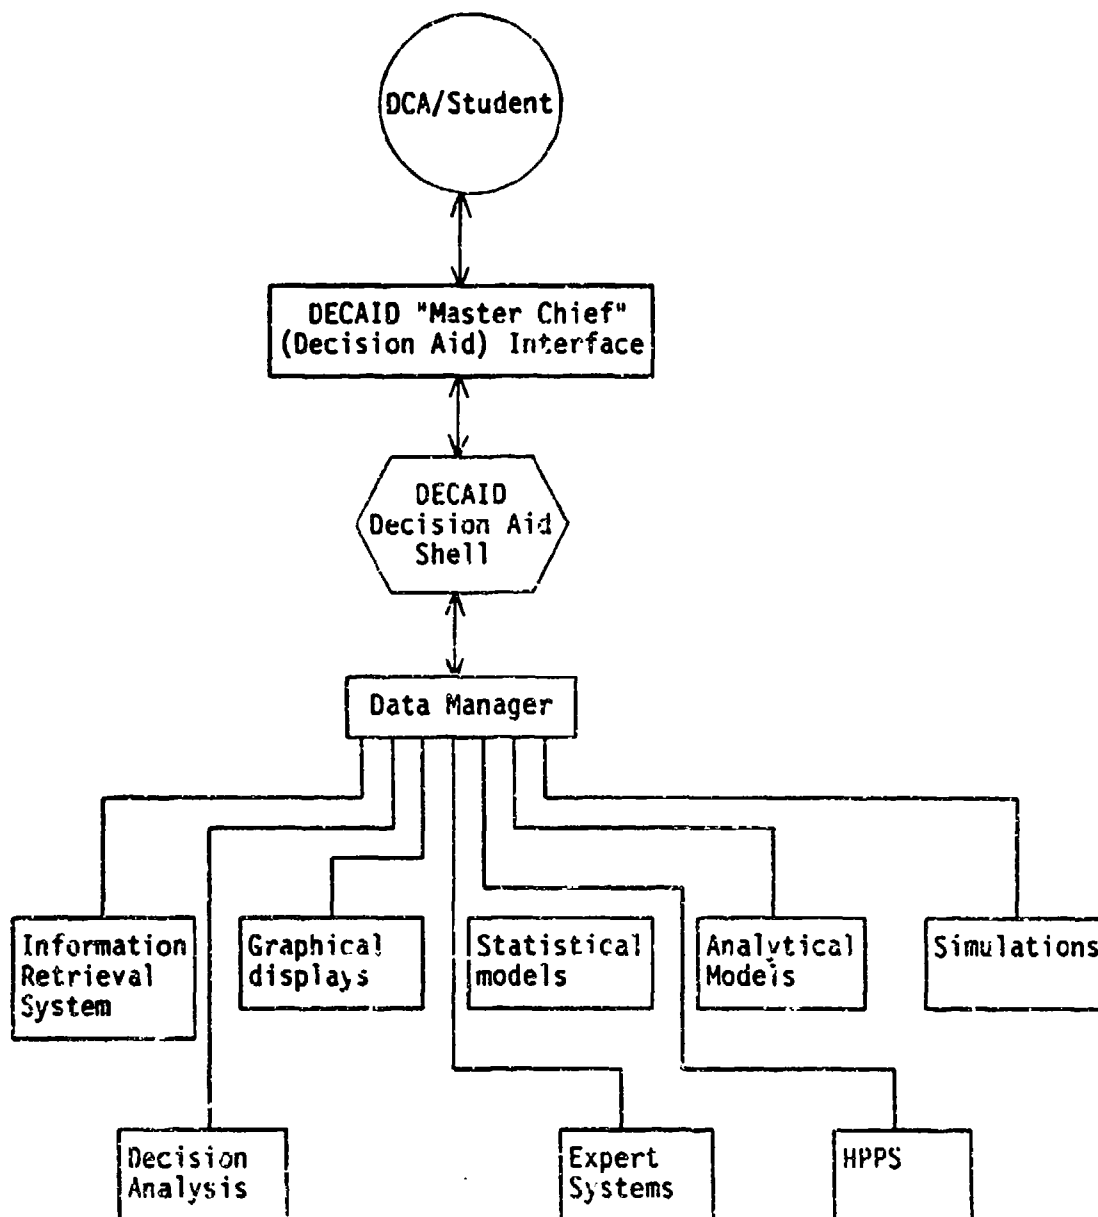 DCA/Student
DECAID "Master Chief"
(Decision Aid) Interface
DECAID
Decision Aid
Shell
Data Manager
Information
Retrieval
System
Graphical
displays
Statistical
models
Analytical
Models
Simulations
Decision
Analysis
Expert
Systems
HPPS